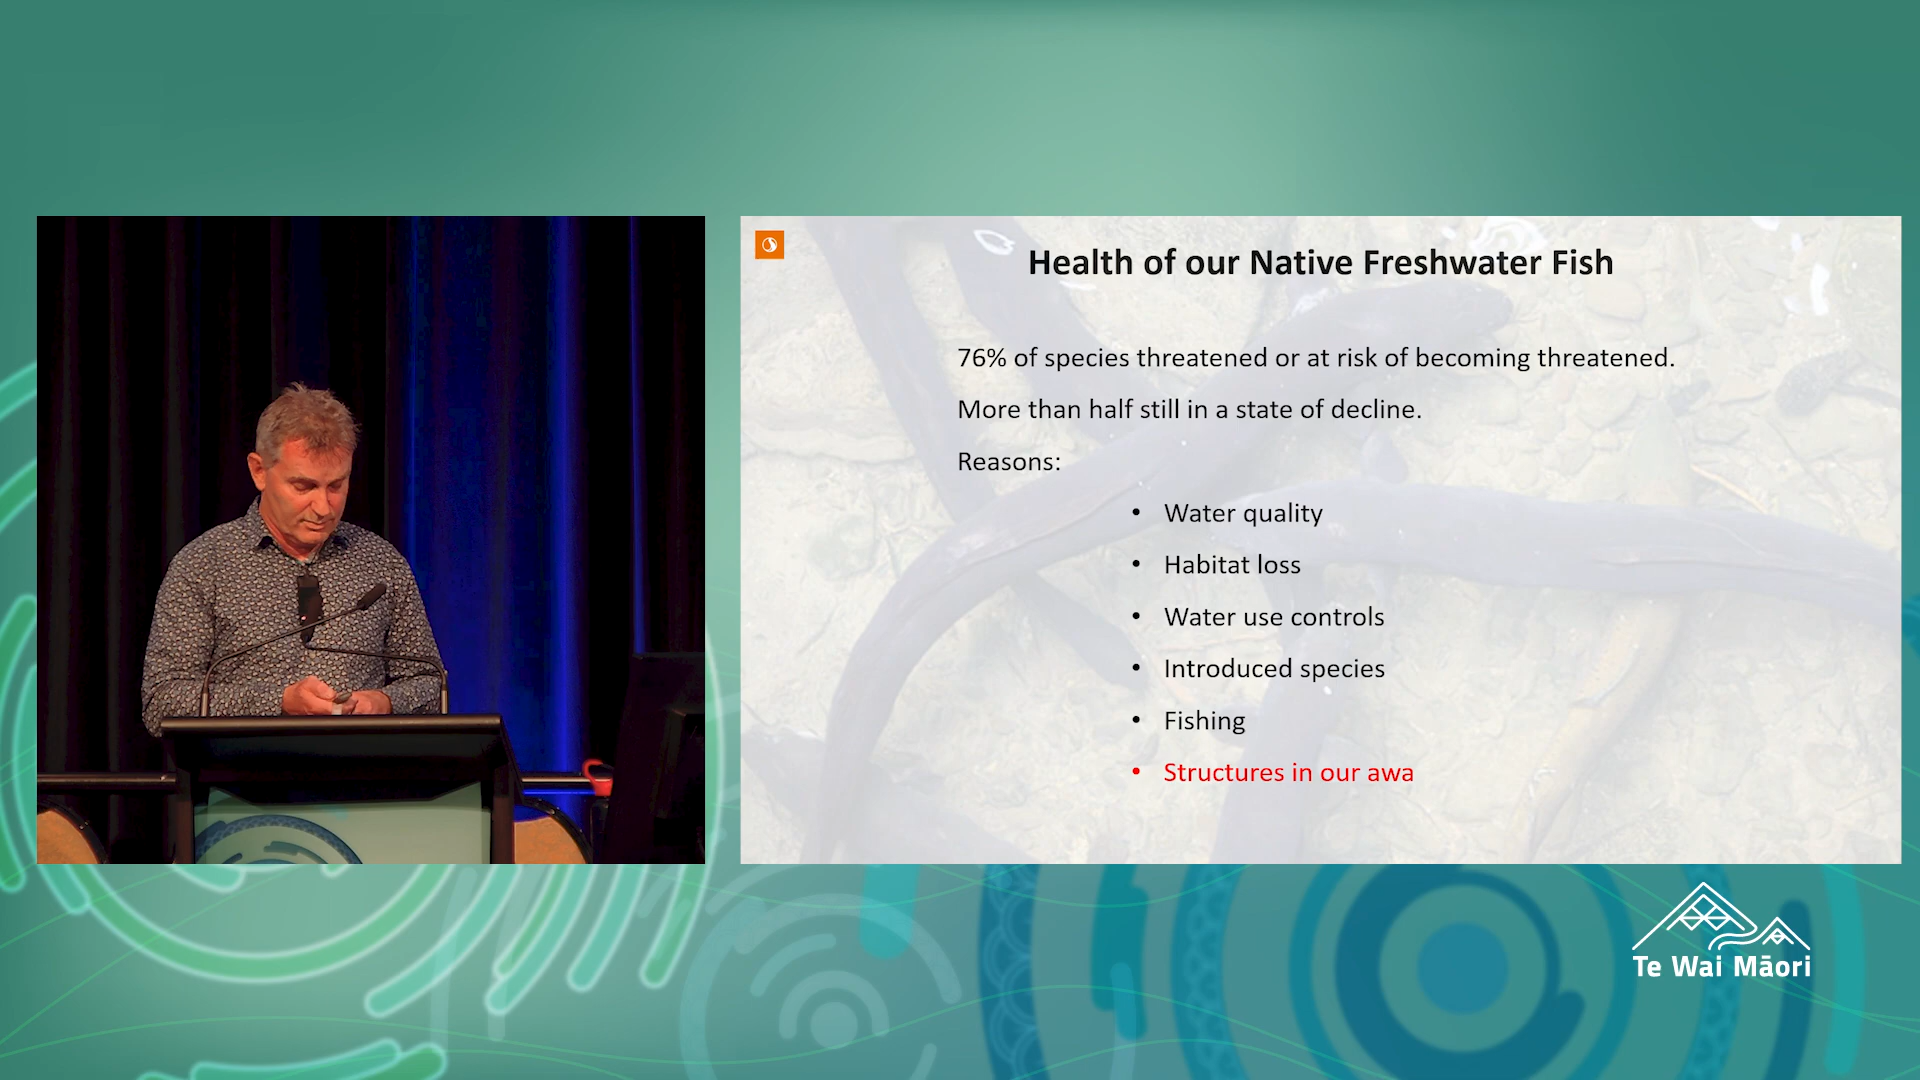 Health of our Native Freshwater Fish
76% of species threatened or at risk of becoming threatened.
More than half still in a state of decline.
Reasons:
• Water quality
• Habitat loss
• Water use controls
• Introduced species
• Fishing
• Structures in our awa
Te Wai Māori